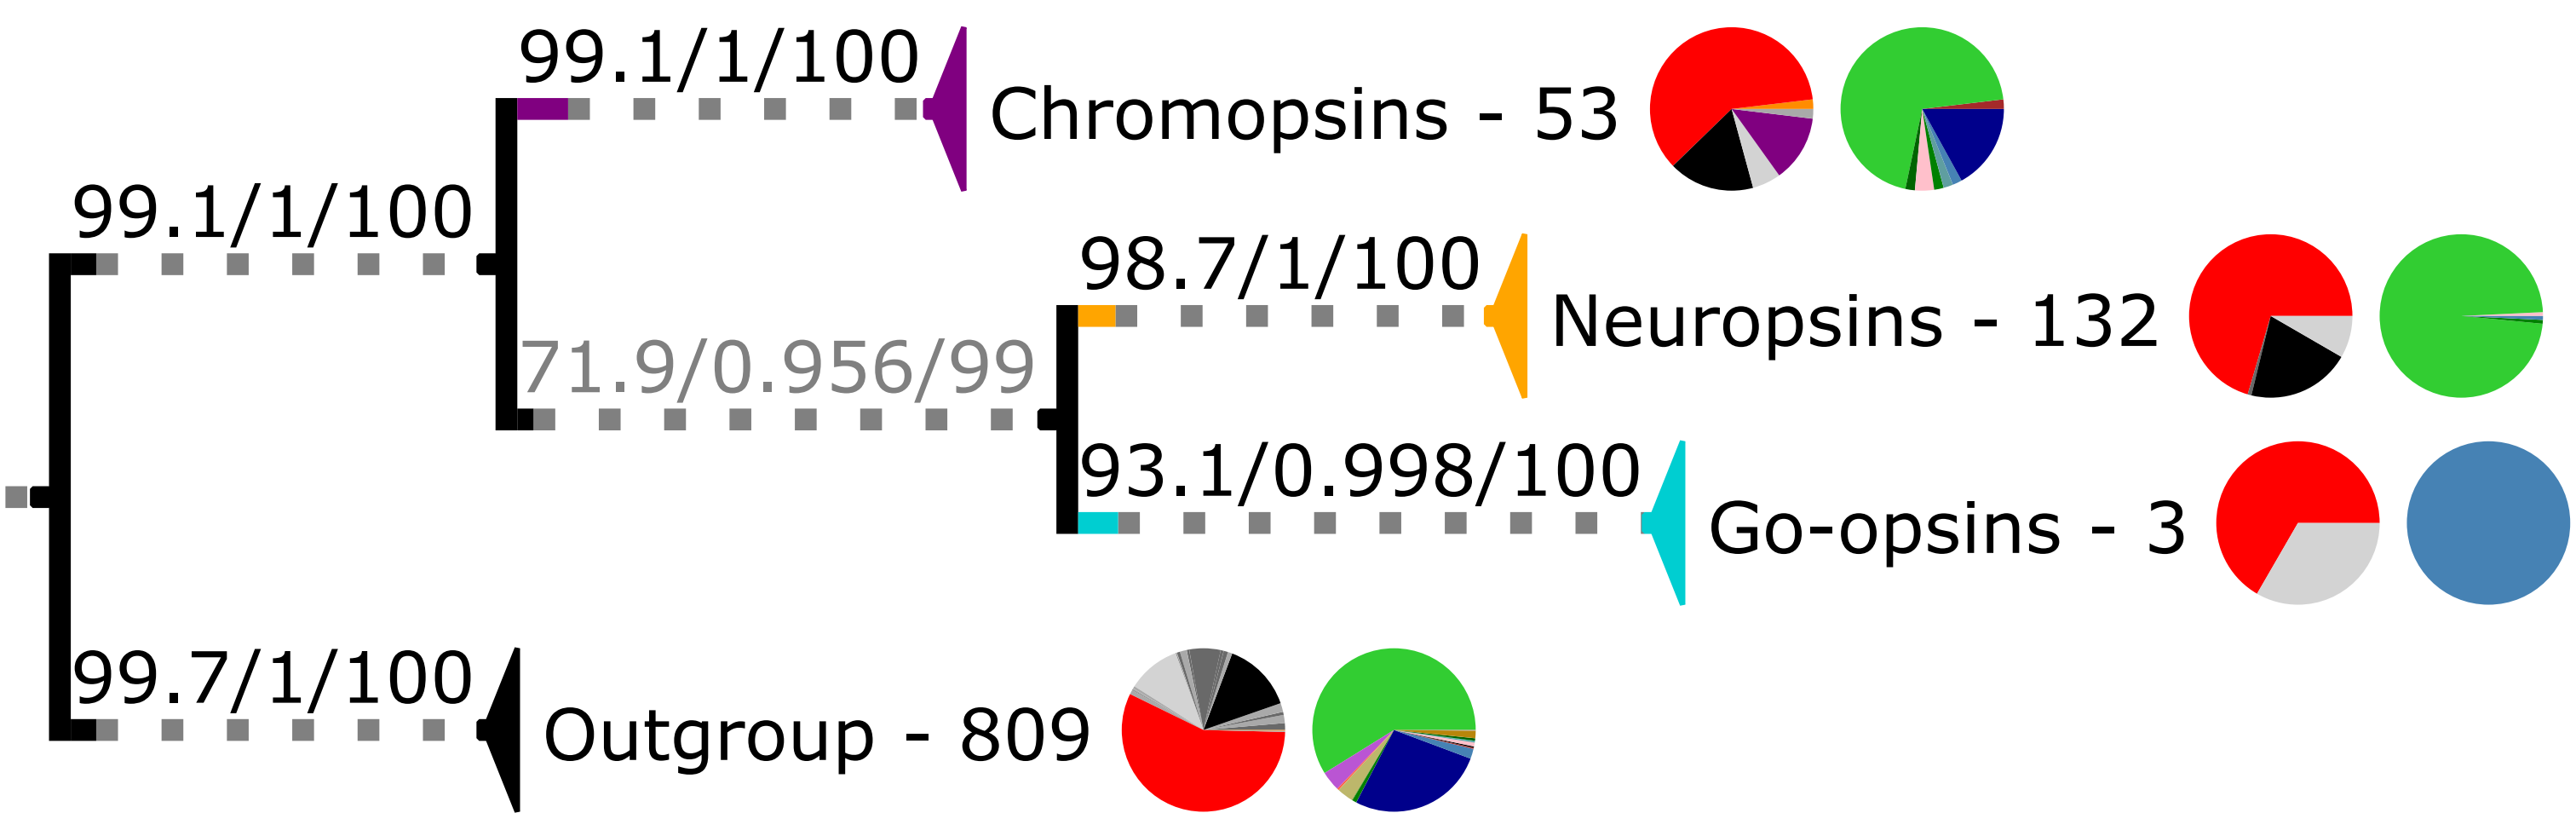 99.1/1/100
Chromopsins - 53
99.1/1/100
98.7/1/100
Neuropsins - 132
71.9/0.956/99
93.1/0.998/100
Go-opsins - 3
99.7/1/100
Outgroup - 809